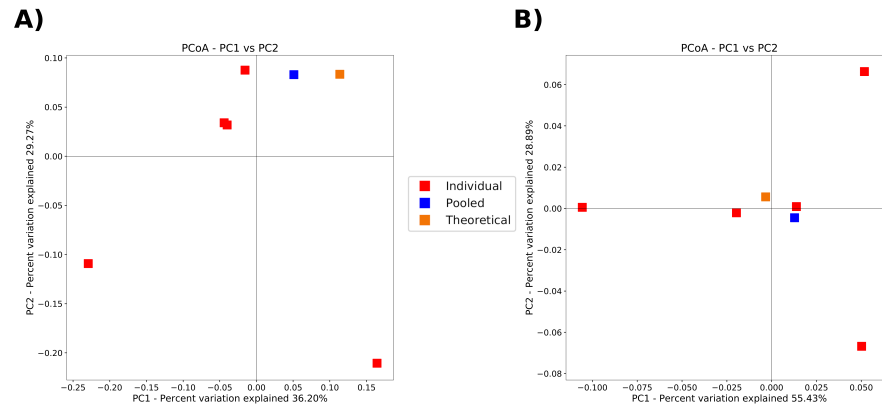 A)
PCoA - PC1 vs PC2
PC2 - Percent variation explained 29.27%
0.10
0.05
0.00
−0.05
−0.10
−0.15
−0.20
−0.25 −0.20 −0.15 −0.10 −0.05 0.00 0.05 0.10 0.15
PC1 - Percent variation explained 36.20%
Individual
Pooled
Theoretical
B)
PCoA - PC1 vs PC2
PC2 - Percent variation explained 28.89%
0.06
0.04
0.02
0.00
−0.02
−0.04
−0.06
−0.08
−0.100 −0.075 −0.050 −0.025 0.000 0.025 0.050
PC1 - Percent variation explained 55.43%